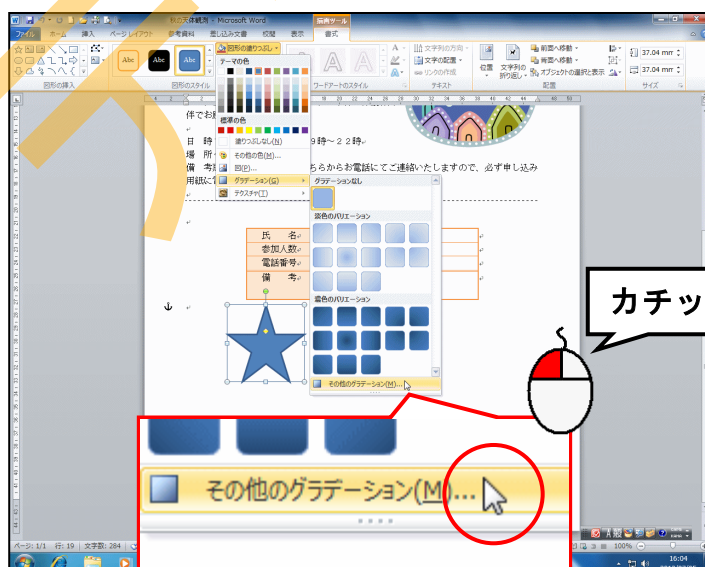 秋の天体観測 - Microsoft Word
描画ツール
ファイル ホーム 挿入 ページ レイアウト 参考資料 差し込み文書 校閲 表示 書式
図形の塗りつぶし
Abc Abc Abc
文字列の方向
文字の配置
リンクの作成
位置 文字列の折り返し
前面へ移動
背面へ移動
オブジェクトの選択と表示
37.04 mm
37.04 mm
図形の挿入 図形のスタイル ワードアートのスタイル テキスト 配置 サイズ
テーマの色
標準の色
塗りつぶしなし(N)
その他の色(M)...
図(P)...
グラデーション(G)
テクスチャ(T)
グラデーションなし
淡色のバリエーション
濃色のバリエーション
その他のグラデーション(M)...
伴でお
日 時 9時～22時
場 所
備 考 ちらからお電話にてご連絡いたしますので、必ず申し込み
用紙に
氏 名
参加人数
電話番号
備 考
カチッ
その他のグラデーション(M)...
ページ: 1/1 行: 19 文字数: 284
100%
16:04